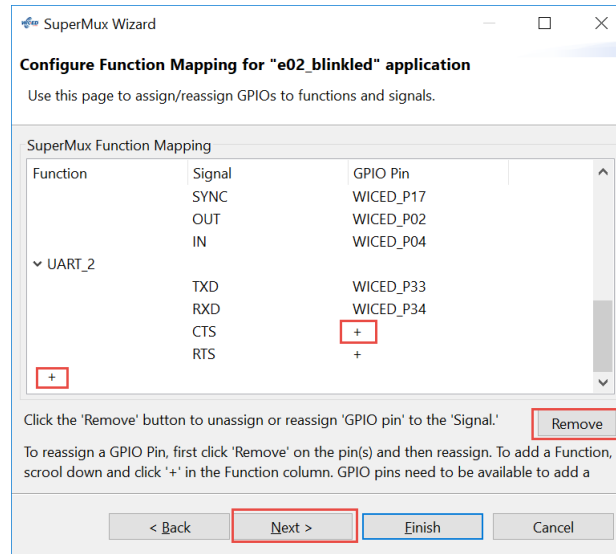 WICED SuperMux Wizard
Configure Function Mapping for "e02_blinkled" application
Use this page to assign/reassign GPIOs to functions and signals.
SuperMux Function Mapping
Function Signal GPIO Pin
SYNC WICED_P17
OUT WICED_P02
IN WICED_P04
UART_2
TXD WICED_P33
RXD WICED_P34
CTS +
RTS +
+
Click the 'Remove' button to unassign or reassign 'GPIO pin' to the 'Signal.' Remove
To reassign a GPIO Pin, first click 'Remove' on the pin(s) and then reassign. To add a Function,
scrool down and click '+' in the Function column. GPIO pins need to be available to add a
< Back Next > Finish Cancel